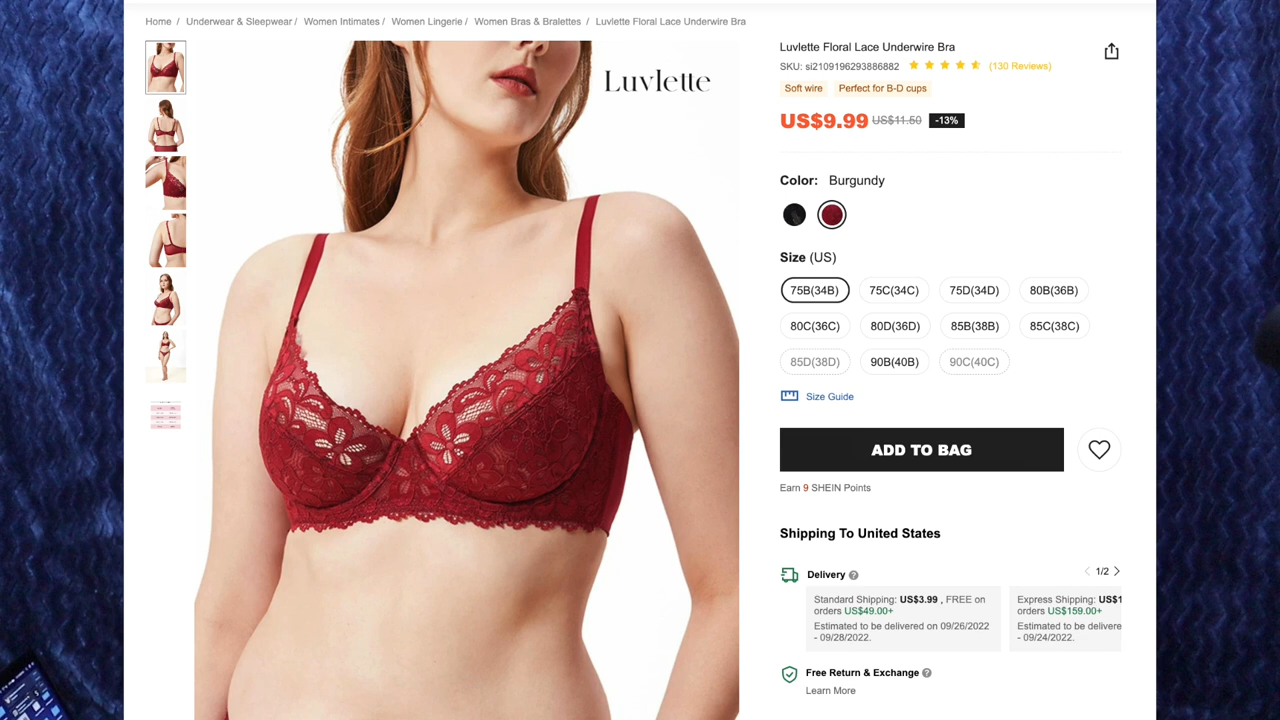 Home / Underwear & Sleepwear / Women Intimates / Women Lingerie / Women Bras & Bralettes / Luvlette Floral Lace Underwire Bra
Luvlette
Luvlette Floral Lace Underwire Bra
SKU: si2109196293886882 (130 Reviews)
Soft wire Perfect for B-D cups
US$9.99 US$11.50 -13%
Color: Burgundy
Size (US)
75B(34B) 75C(34C) 75D(34D) 80B(36B)
80C(36C) 80D(36D) 85B(38B) 85C(38C)
85D(38D) 90B(40B) 90C(40C)
Size Guide
ADD TO BAG
Earn 9 SHEIN Points
Shipping To United States
Delivery ? 1/2
Standard Shipping: US$3.99 , FREE on
orders US$49.00+
Estimated to be delivered on 09/26/2022
- 09/28/2022.
Express Shipping: US$1
orders US$159.00+
Estimated to be delivere
- 09/24/2022.
Free Return & Exchange ?
Learn More